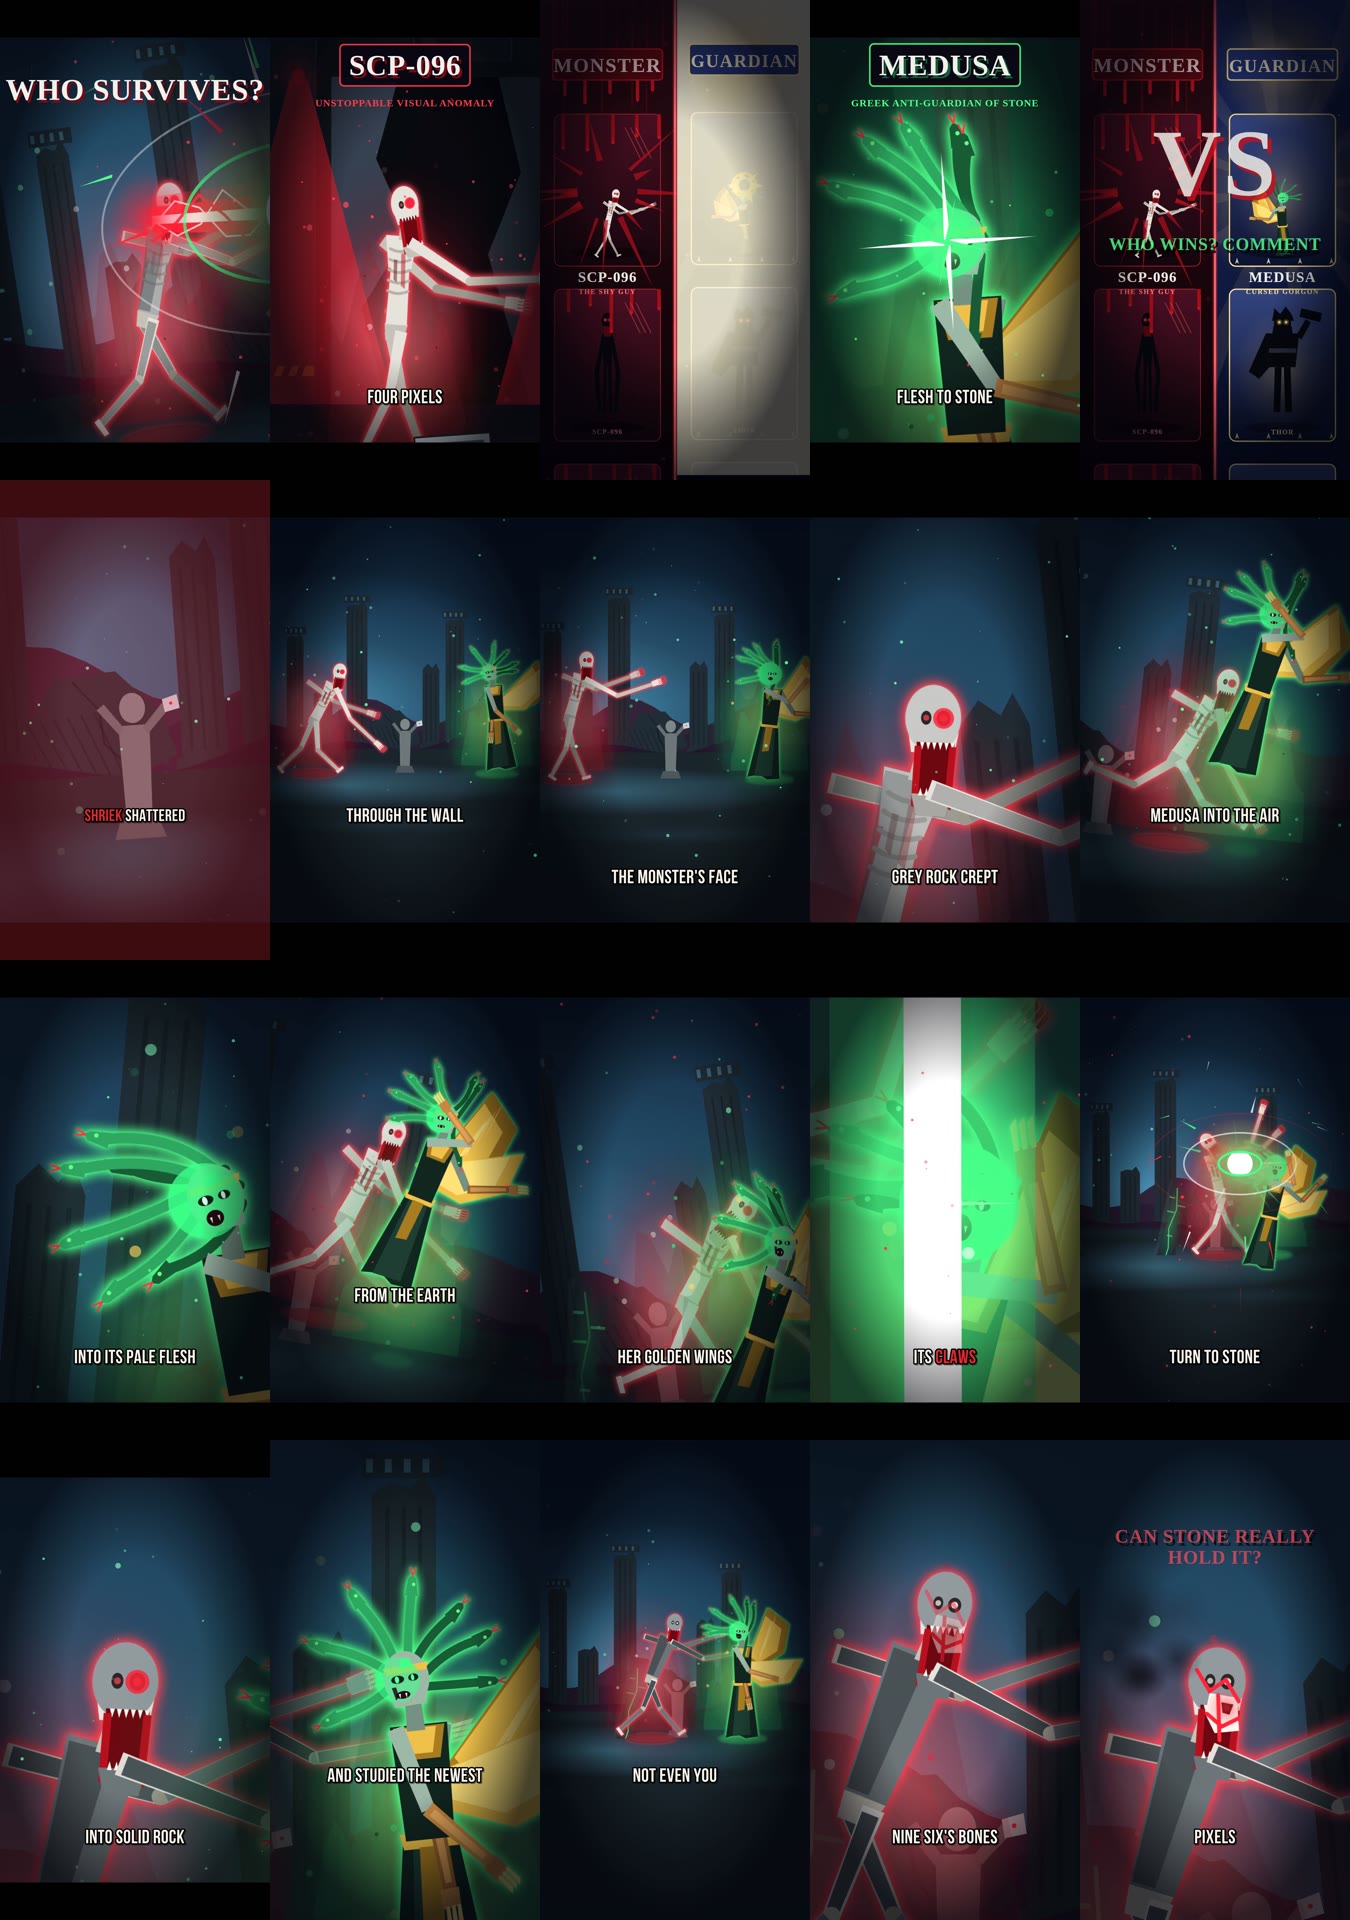 WHO SURVIVES?
SCP-096
UNSTOPPABLE VISUAL ANOMALY
FOUR PIXELS
MONSTER
GUARDIAN
SCP-096
THE SHY GUY
SCP-096
MEDUSA
GREEK ANTI-GUARDIAN OF STONE
FLESH TO STONE
MONSTER
GUARDIAN
VS
WHO WINS? COMMENT
SCP-096
THE SHY GUY
MEDUSA
CURSED GORGON
SCP-096
THOR
SHRIEK SHATTERED
THROUGH THE WALL
THE MONSTER'S FACE
GREY ROCK CREPT
MEDUSA INTO THE AIR
INTO ITS PALE FLESH
FROM THE EARTH
HER GOLDEN WINGS
ITS CLAWS
TURN TO STONE
INTO SOLID ROCK
AND STUDIED THE NEWEST
NOT EVEN YOU
NINE SIX'S BONES
CAN STONE REALLY
HOLD IT?
PIXELS